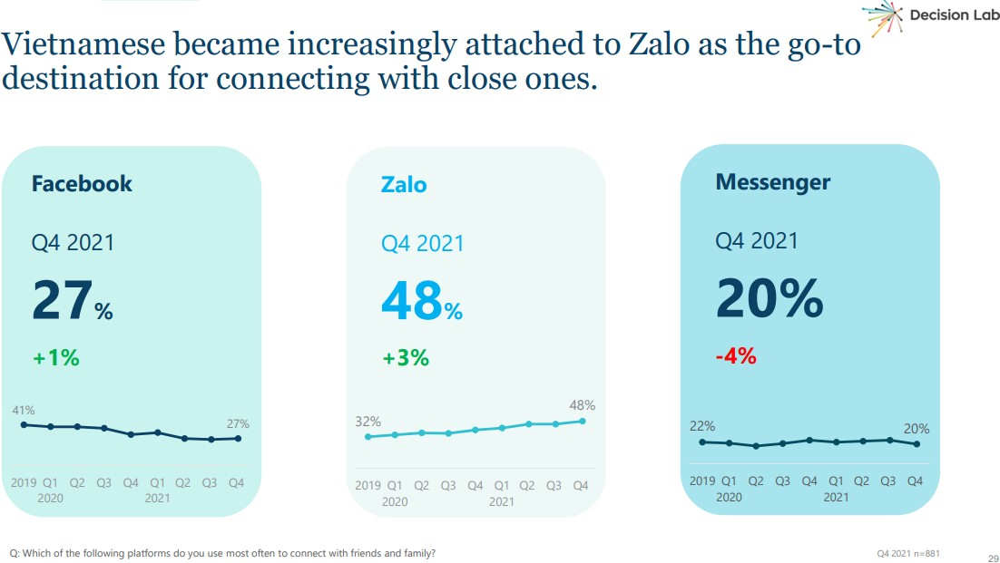 Decision Lab
Vietnamese became increasingly attached to Zalo as the go-to
destination for connecting with close ones.
Facebook
Q4 2021
27%
+1%
41%
27%
2019 Q1 Q2 Q3 Q4 Q1 Q2 Q3 Q4
2020 2021
Zalo
Q4 2021
48%
+3%
32%
48%
2019 Q1 Q2 Q3 Q4 Q1 Q2 Q3 Q4
2020 2021
Messenger
Q4 2021
20%
-4%
22%
20%
2019 Q1 Q2 Q3 Q4 Q1 Q2 Q3 Q4
2020 2021
Q: Which of the following platforms do you use most often to connect with friends and family?
Q4 2021 n=881
29